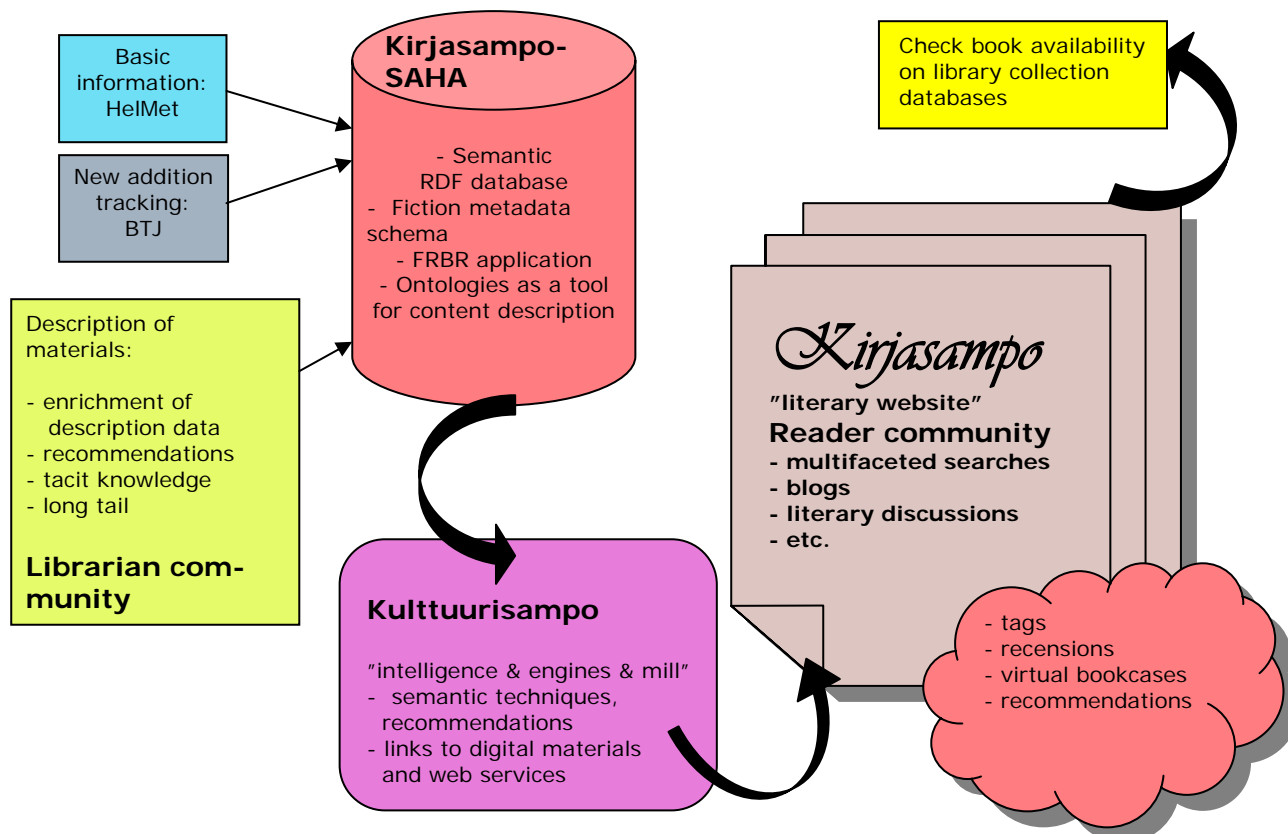 Basic
information:
HelMet
New addition
tracking:
BTJ
Description of
materials:
- enrichment of
description data
- recommendations
- tacit knowledge
- long tail
Librarian com-
munity
Kirjasampo-
SAHA
- Semantic
RDF database
- Fiction metadata
schema
- FRBR application
- Ontologies as a tool
for content description
Kulttuurisampo
"intelligence & engines & mill"
- semantic techniques,
recommendations
- links to digital materials
and web services
Check book availability
on library collection
databases
Kirjasampo
"literary website"
Reader community
- multifaceted searches
- blogs
- literary discussions
- etc.
- tags
- recensions
- virtual bookcases
- recommendations